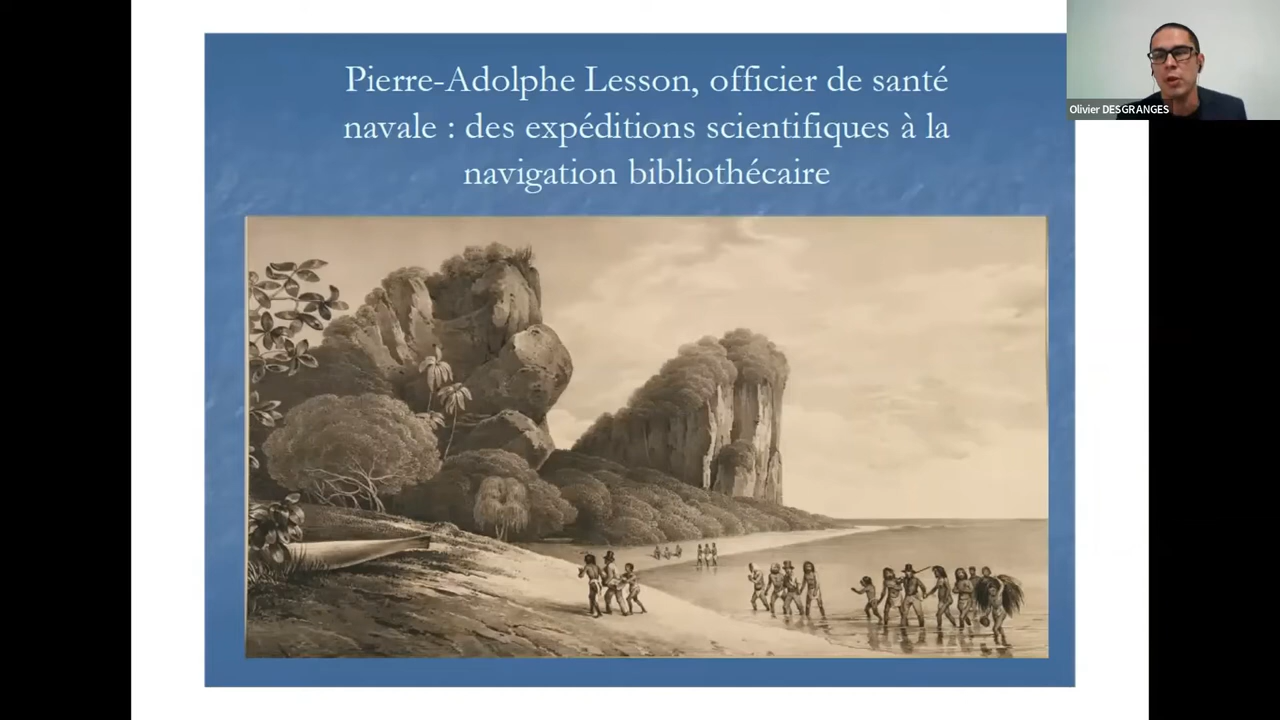 Pierre-Adolphe Lesson, officier de santé
navale : des expéditions scientifiques à la
navigation bibliothécaire
Olivier DESGRANGES